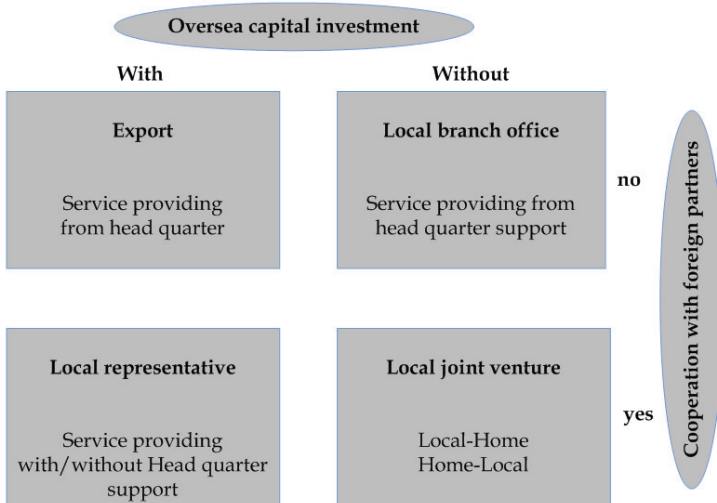 Oversea capital investment
With
Without
Export
Service providing
from head quarter
Local branch office
Service providing from
head quarter support
no
Local representative
Service providing
with/without Head quarter
support
Local joint venture
Local-Home
Home-Local
yes
Cooperation with foreign partners